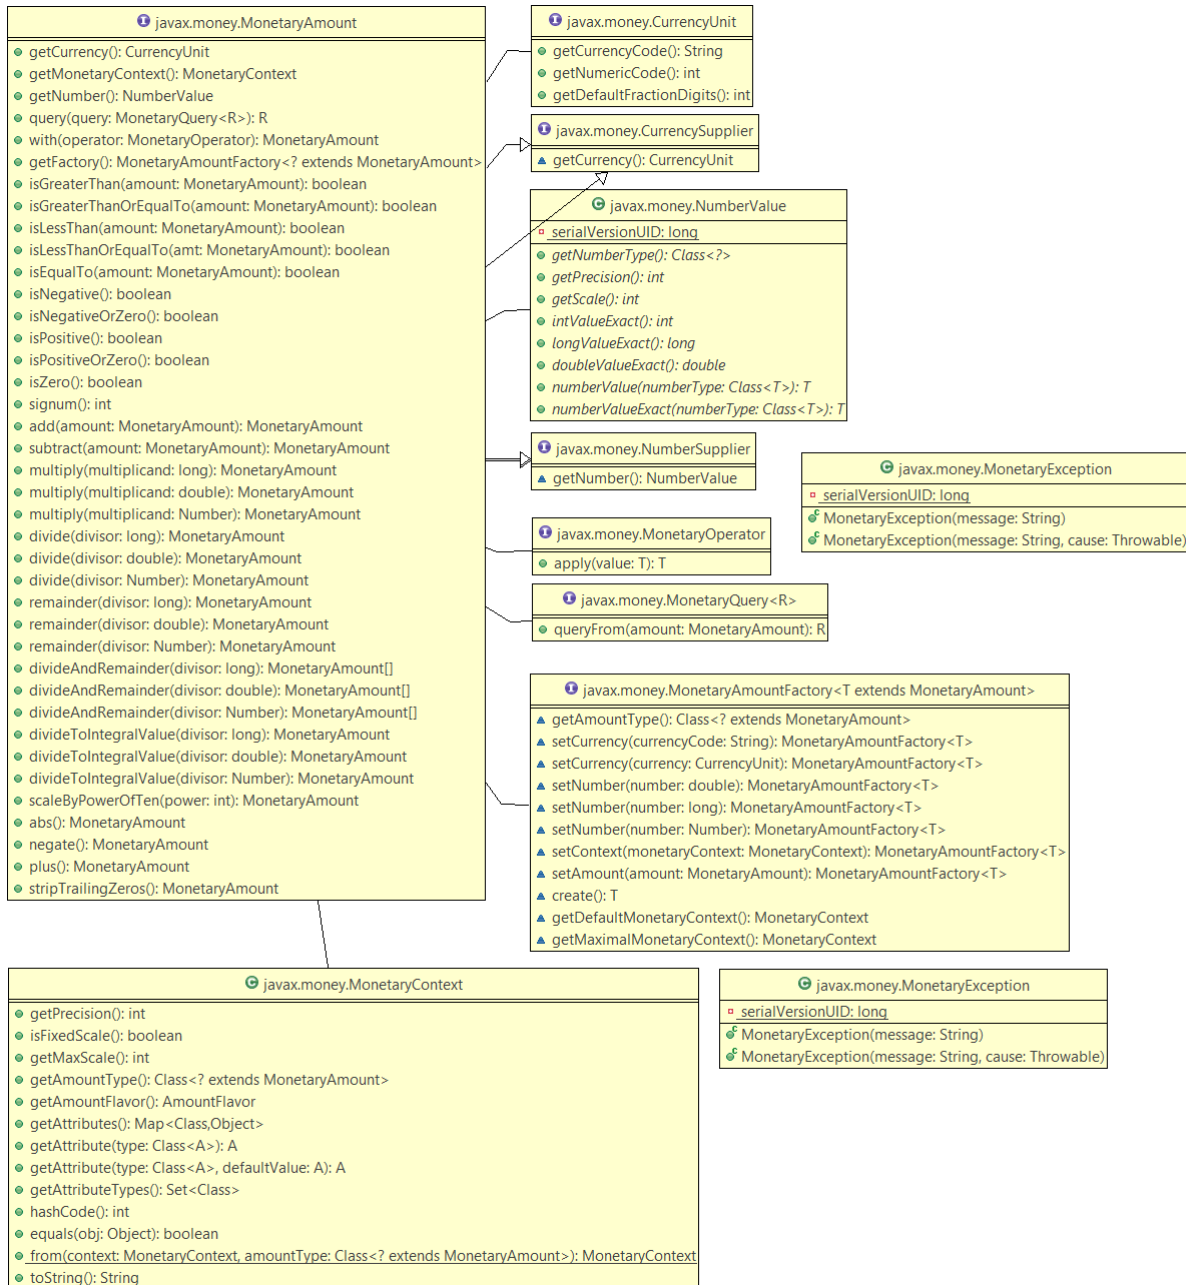 javax.money.MonetaryAmount
getCurrency(): CurrencyUnit
getMonetaryContext(): MonetaryContext
getNumber(): NumberValue
query(query: MonetaryQuery<R>): R
with(operator: MonetaryOperator): MonetaryAmount
getFactory(): MonetaryAmountFactory<? extends MonetaryAmount>
isGreaterThan(amount: MonetaryAmount): boolean
isGreaterThanOrEqualTo(amount: MonetaryAmount): boolean
isLessThan(amount: MonetaryAmount): boolean
isLessThanOrEqualTo(amt: MonetaryAmount): boolean
isEqualTo(amount: MonetaryAmount): boolean
isNegative(): boolean
isNegativeOrZero(): boolean
isPositive(): boolean
isPositiveOrZero(): boolean
isZero(): boolean
signum(): int
add(amount: MonetaryAmount): MonetaryAmount
subtract(amount: MonetaryAmount): MonetaryAmount
multiply(multiplicand: long): MonetaryAmount
multiply(multiplicand: double): MonetaryAmount
multiply(multiplicand: Number): MonetaryAmount
divide(divisor: long): MonetaryAmount
divide(divisor: double): MonetaryAmount
divide(divisor: Number): MonetaryAmount
remainder(divisor: long): MonetaryAmount
remainder(divisor: double): MonetaryAmount
remainder(divisor: Number): MonetaryAmount
divideAndRemainder(divisor: long): MonetaryAmount[]
divideAndRemainder(divisor: double): MonetaryAmount[]
divideAndRemainder(divisor: Number): MonetaryAmount[]
divideToIntegralValue(divisor: long): MonetaryAmount
divideToIntegralValue(divisor: double): MonetaryAmount
divideToIntegralValue(divisor: Number): MonetaryAmount
scaleByPowerOfTen(power: int): MonetaryAmount
abs(): MonetaryAmount
negate(): MonetaryAmount
plus(): MonetaryAmount
stripTrailingZeros(): MonetaryAmount
javax.money.CurrencyUnit
getCurrencyCode(): String
getNumericCode(): int
getDefaultFractionDigits(): int
javax.money.CurrencySupplier
getCurrency(): CurrencyUnit
javax.money.NumberValue
serialVersionUID: long
getNumberType(): Class<?>
getPrecision(): int
getScale(): int
intValueExact(): int
longValueExact(): long
doubleValueExact(): double
numberValue(numberType: Class<T>): T
numberValueExact(numberType: Class<T>): T
javax.money.NumberSupplier
getNumber(): NumberValue
javax.money.MonetaryException
serialVersionUID: long
MonetaryException(message: String)
MonetaryException(message: String, cause: Throwable)
javax.money.MonetaryOperator
apply(value: T): T
javax.money.MonetaryQuery<R>
queryFrom(amount: MonetaryAmount): R
javax.money.MonetaryAmountFactory<T extends MonetaryAmount>
getAmountType(): Class<? extends MonetaryAmount>
setCurrency(currencyCode: String): MonetaryAmountFactory<T>
setCurrency(currency: CurrencyUnit): MonetaryAmountFactory<T>
setNumber(number: double): MonetaryAmountFactory<T>
setNumber(number: long): MonetaryAmountFactory<T>
setNumber(number: Number): MonetaryAmountFactory<T>
setContext(monetaryContext: MonetaryContext): MonetaryAmountFactory<T>
setAmount(amount: MonetaryAmount): MonetaryAmountFactory<T>
create(): T
getDefaultMonetaryContext(): MonetaryContext
getMaximalMonetaryContext(): MonetaryContext
javax.money.MonetaryContext
getPrecision(): int
isFixedScale(): boolean
getMaxScale(): int
getAmountType(): Class<? extends MonetaryAmount>
getAmountFlavor(): AmountFlavor
getAttributes(): Map<Class,Object>
getAttribute(type: Class<A>): A
getAttribute(type: Class<A>, defaultValue: A): A
getAttributeTypes(): Set<Class>
hashCode(): int
equals(obj: Object): boolean
from(context: MonetaryContext, amountType: Class<? extends MonetaryAmount>): MonetaryContext
toString(): String
javax.money.MonetaryException
serialVersionUID: long
MonetaryException(message: String)
MonetaryException(message: String, cause: Throwable)